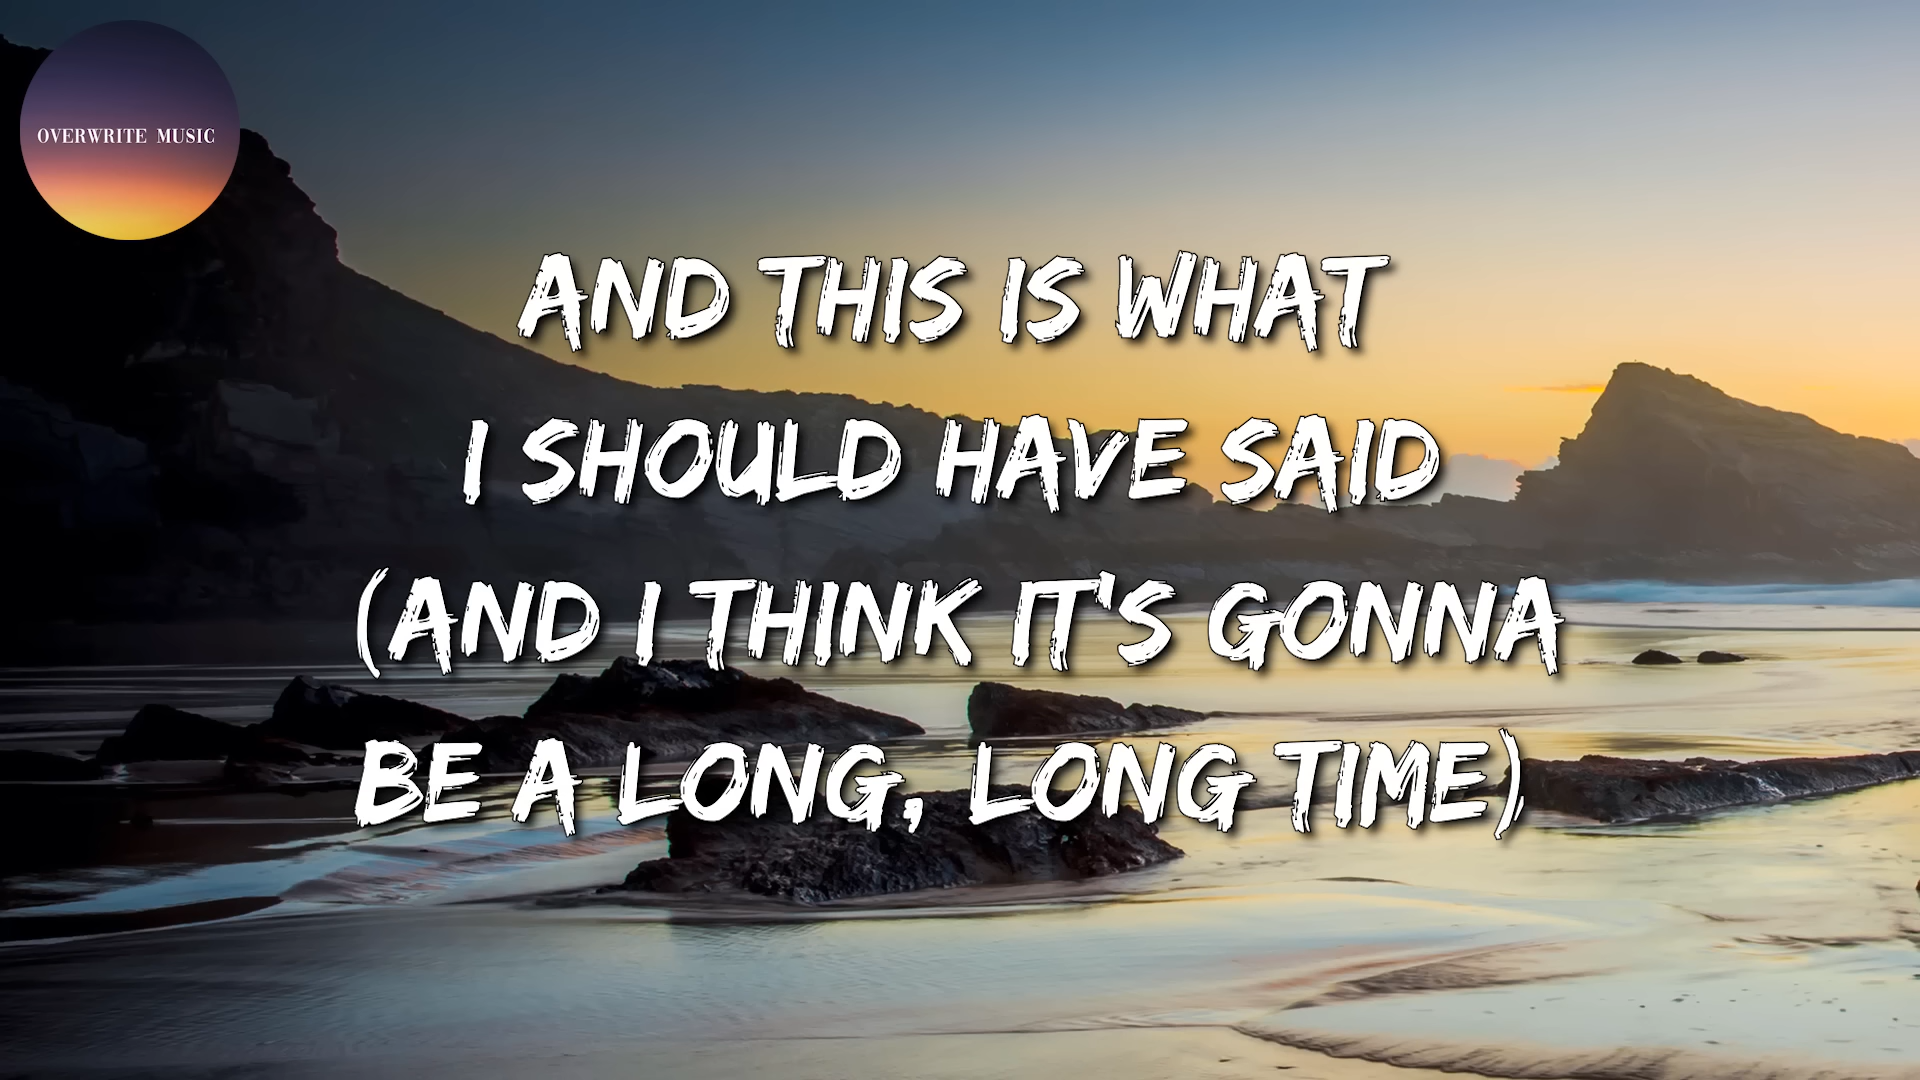 OVERWRITE MUSIC
AND THIS IS WHAT
I SHOULD HAVE SAID
(AND I THINK IT'S GONNA
BE A LONG, LONG TIME)